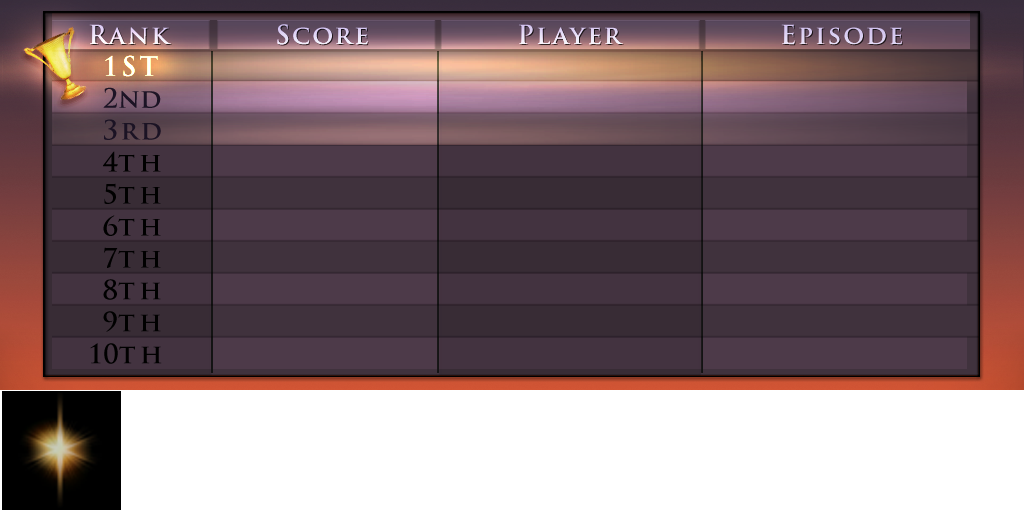 RANK SCORE PLAYER EPISODE
1ST
2ND
3RD
4TH
5TH
6TH
7TH
8TH
9TH
10TH